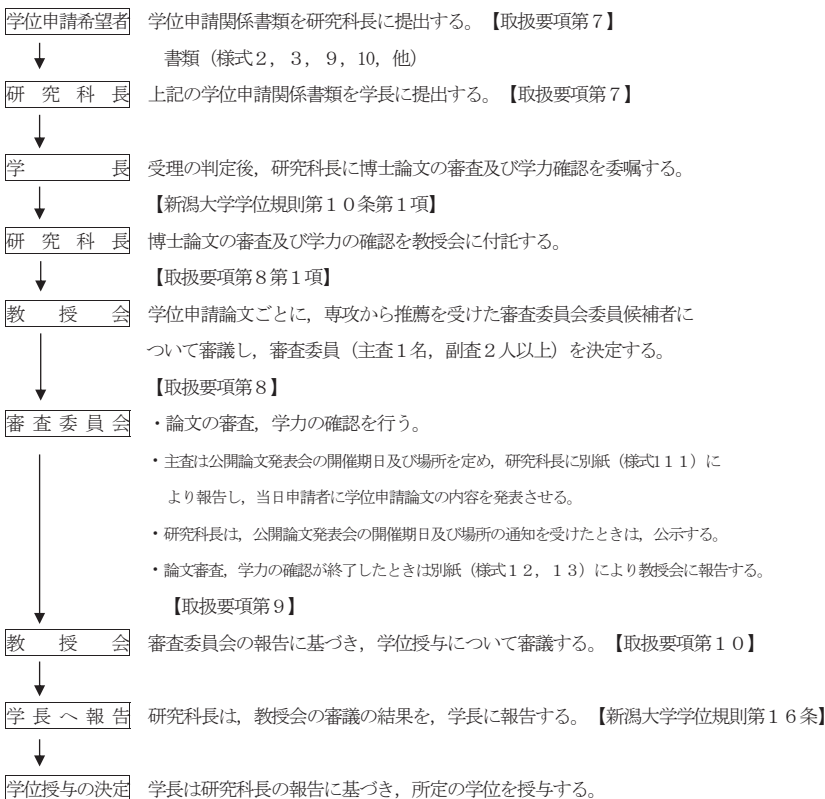 学位申請希望者 学位申請関係書類を研究科長に提出する。【取扱要項第7】
書類(様式2,3,9,10,他)
研究科長 上記の学位申請関係書類を学長に提出する。【取扱要項第7】
学長 受理の判定後,研究科長に博士論文の審査及び学力確認を委嘱する。
【新潟大学学位規則第10条第1項】
研究科長 博士論文の審査及び学力の確認を教授会に付託する。
【取扱要項第8第1項】
教授会 学位申請論文ごとに,専攻から推薦を受けた審査委員会委員候補者に
ついて審議し,審査委員(主査1名,副査2人以上)を決定する。
【取扱要項第8】
審査委員会 ・論文の審査,学力の確認を行う。
・主査は公開論文発表会の開催期日及び場所を定め,研究科長に別紙(様式111)に
より報告し,当日申請者に学位申請論文の内容を発表させる。
・研究科長は,公開論文発表会の開催期日及び場所の通知を受けたときは,公示する。
・論文審査,学力の確認が終了したときは別紙(様式12,13)により教授会に報告する。
【取扱要項第9】
教授会 審査委員会の報告に基づき,学位授与について審議する。【取扱要項第10】
学長へ報告 研究科長は,教授会の審議の結果を,学長に報告する。【新潟大学学位規則第16条】
学位授与の決定 学長は研究科長の報告に基づき,所定の学位を授与する。